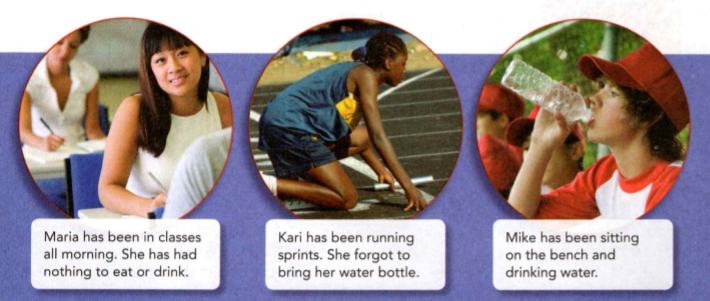 Maria has been in classes
all morning. She has had
nothing to eat or drink.
Kari has been running
sprints. She forgot to
bring her water bottle.
Mike has been sitting
on the bench and
drinking water.